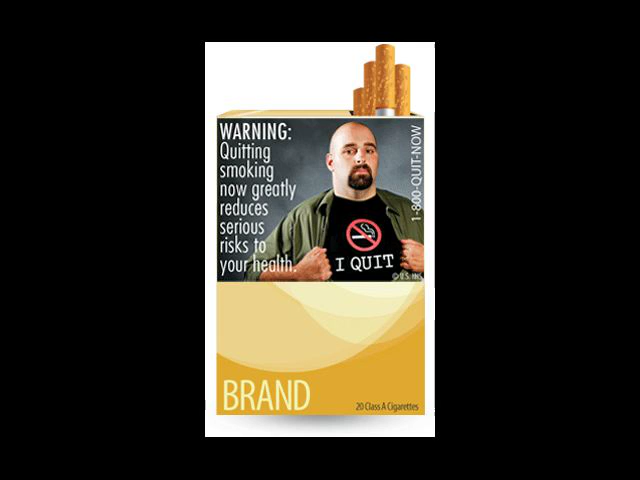 WARNING:
Quitting
smoking
now greatly
reduces
serious
risks to
your health.
1-800-QUIT-NOW
I QUIT
© U.S. HHS
BRAND
20 Class A Cigarettes